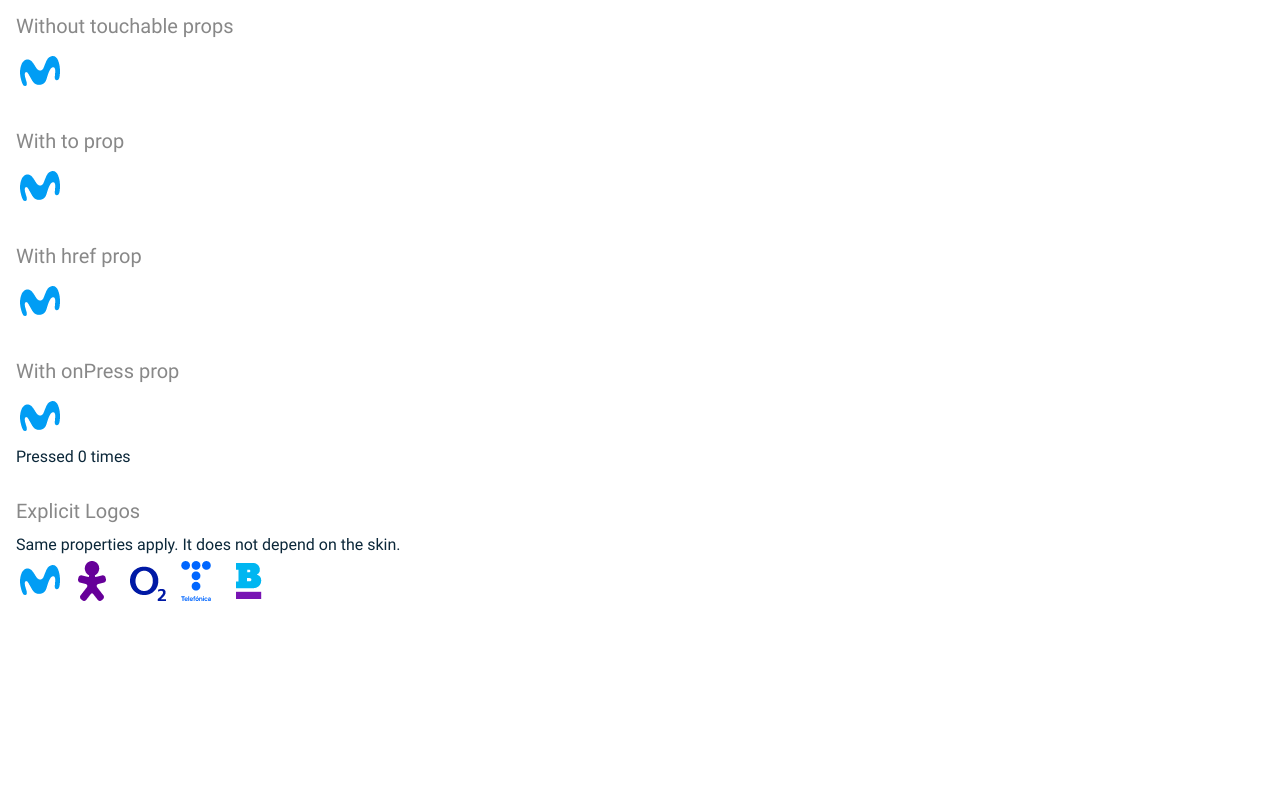 Without touchable props
With to prop
With href prop
With onPress prop
Pressed 0 times
Explicit Logos
Same properties apply. It does not depend on the skin.
O2
Telefónica
B